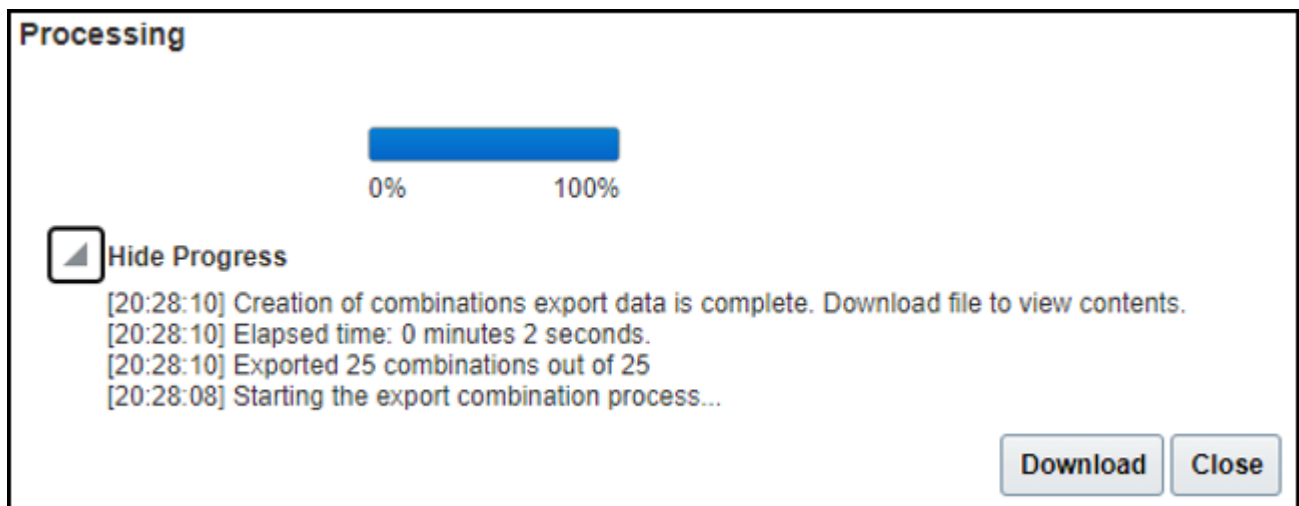 Processing
0% 100%
Hide Progress
[20:28:10] Creation of combinations export data is complete. Download file to view contents.
[20:28:10] Elapsed time: 0 minutes 2 seconds.
[20:28:10] Exported 25 combinations out of 25
[20:28:08] Starting the export combination process...
Download Close